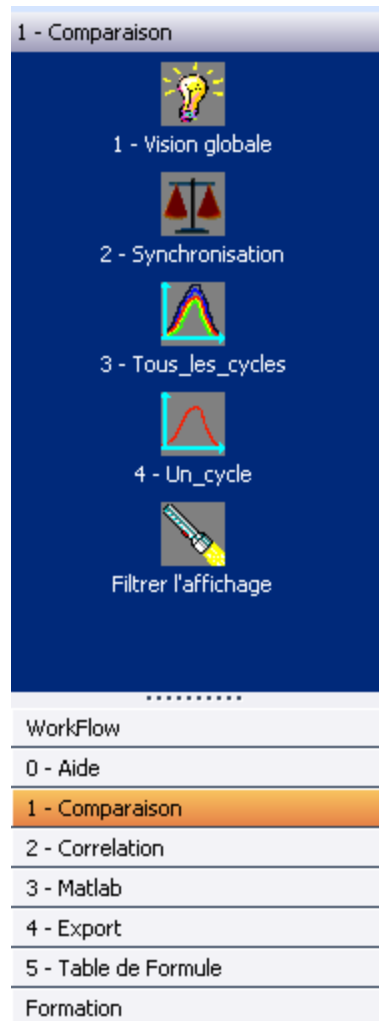 1 - Comparaison
1 - Vision globale
2 - Synchronisation
3 - Tous_les_cycles
4 - Un_cycle
Filtrer l'affichage
WorkFlow
0 - Aide
1 - Comparaison
2 - Correlation
3 - Matlab
4 - Export
5 - Table de Formule
Formation